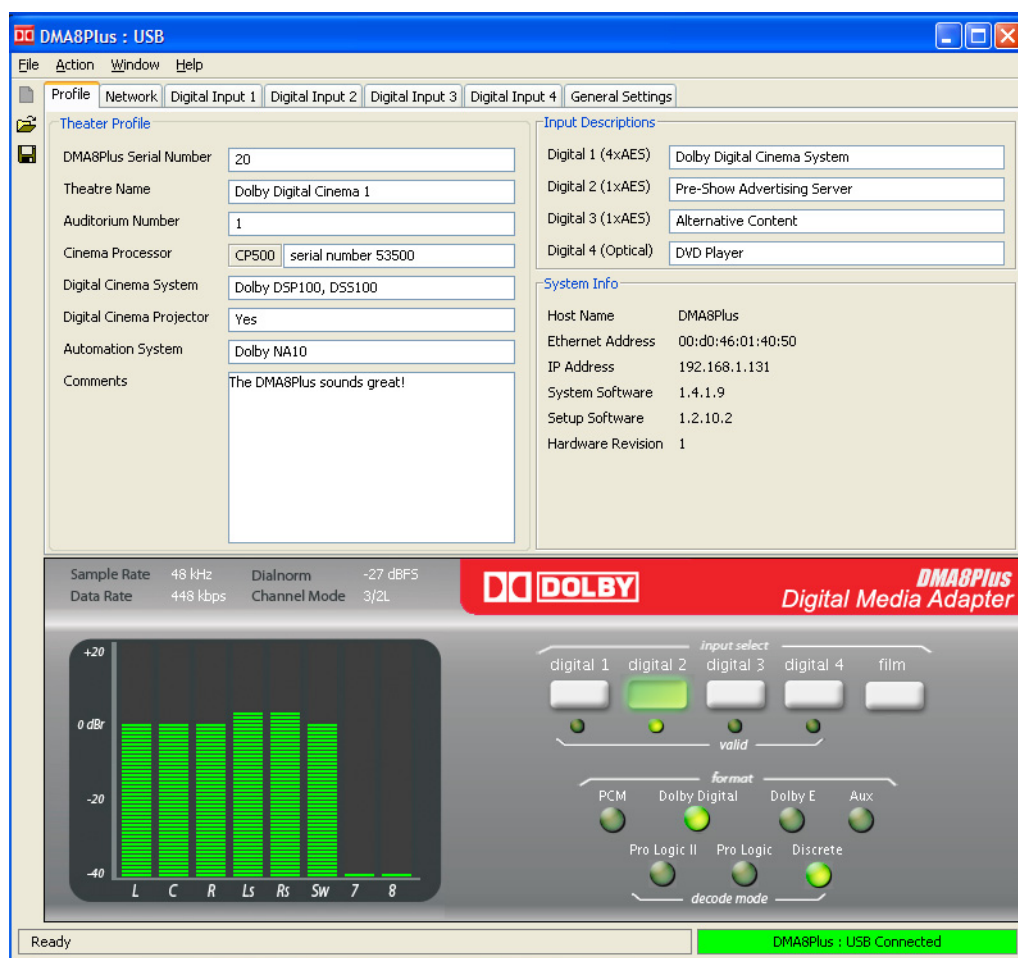 DMA8Plus : USB
File Action Window Help
Profile Network Digital Input 1 Digital Input 2 Digital Input 3 Digital Input 4 General Settings
Theater Profile
DMA8Plus Serial Number 20
Theatre Name Dolby Digital Cinema 1
Auditorium Number 1
Cinema Processor CP500 serial number 53500
Digital Cinema System Dolby DSP100, DSS100
Digital Cinema Projector Yes
Automation System Dolby NA10
Comments The DMA8Plus sounds great!
Input Descriptions
Digital 1 (4xAES) Dolby Digital Cinema System
Digital 2 (1xAES) Pre-Show Advertising Server
Digital 3 (1xAES) Alternative Content
Digital 4 (Optical) DVD Player
System Info
Host Name DMA8Plus
Ethernet Address 00:d0:46:01:40:50
IP Address 192.168.1.131
System Software 1.4.1.9
Setup Software 1.2.10.2
Hardware Revision 1
Sample Rate 48 kHz Dialnorm -27 dBFS
Data Rate 448 kbps Channel Mode 3/2L
DOLBY
DMA8Plus
Digital Media Adapter
+20
0 dBr
-20
-40
L C R Ls Rs Sw 7 8
input select
digital 1 digital 2 digital 3 digital 4 film
valid
format
PCM Dolby Digital Dolby E Aux
Pro Logic II Pro Logic Discrete
decode mode
Ready
DMA8Plus : USB Connected